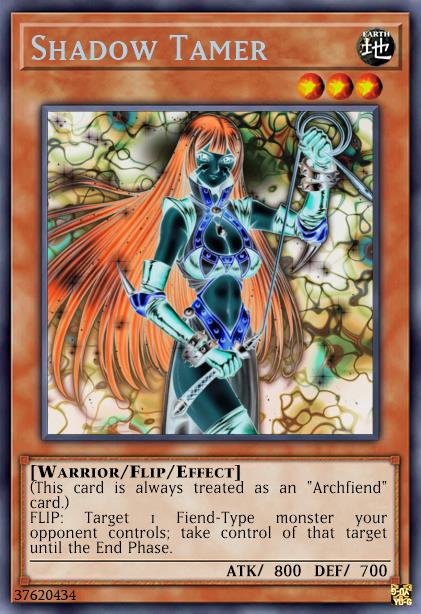 Shadow Tamer
EARTH
地
[Warrior/Flip/Effect]
(This card is always treated as an "Archfiend"
card.)
FLIP: Target 1 Fiend-Type monster your
opponent controls; take control of that target
until the End Phase.
ATK/ 800 DEF/ 700
37620434